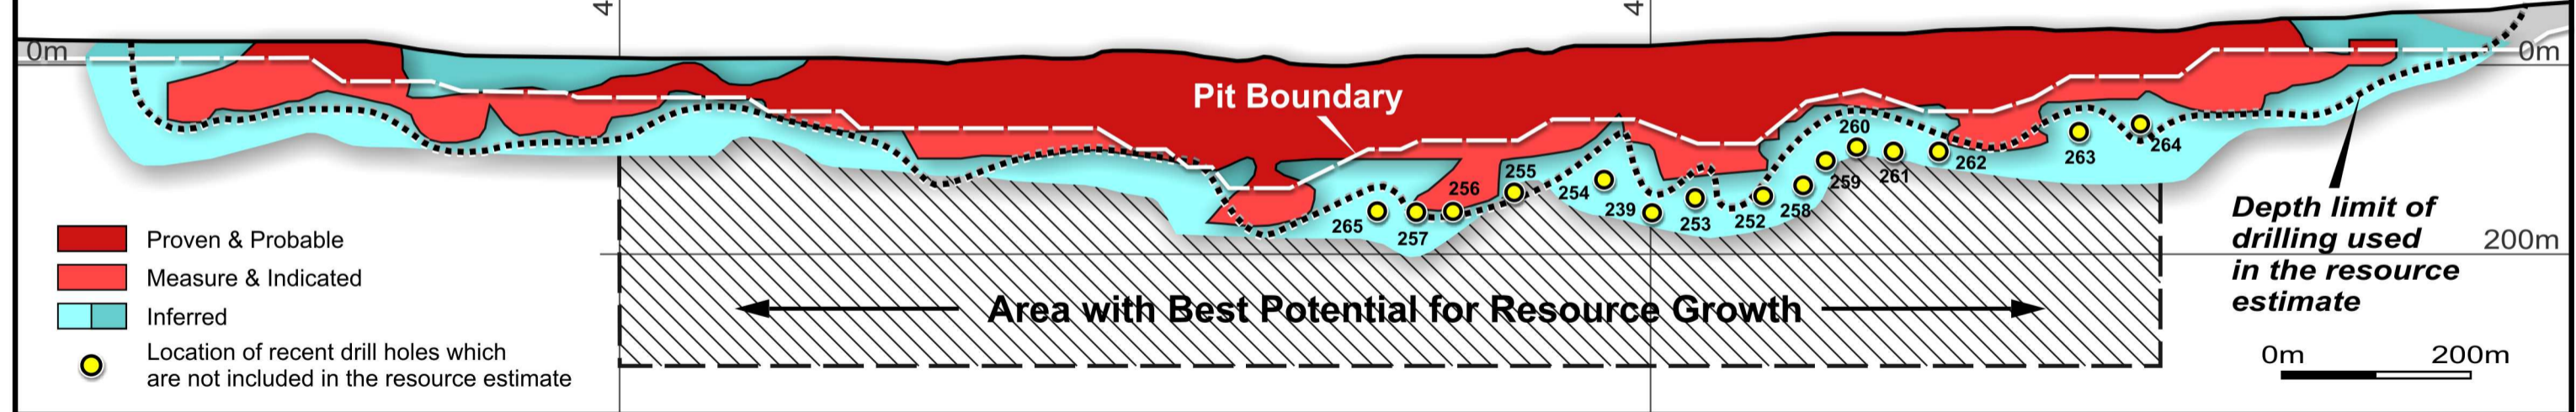 4
4
0m
0m
Pit Boundary
260
264
255
256
254
239
253
252
258
259
261
262
263
265
257
Proven & Probable
Measure & Indicated
Inferred
Location of recent drill holes which
are not included in the resource estimate
Area with Best Potential for Resource Growth
Depth limit of
drilling used
in the resource
estimate
200m
0m
200m